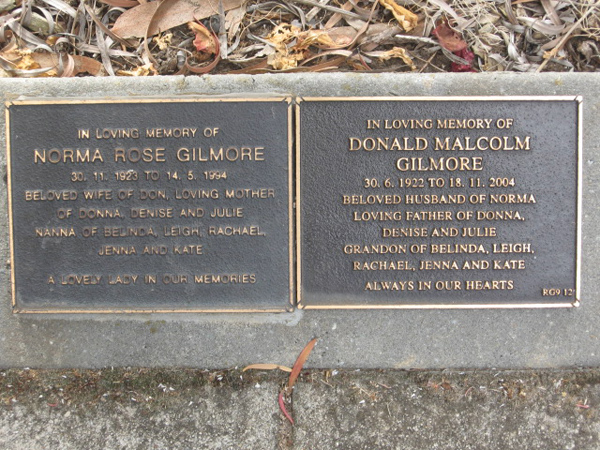 IN LOVING MEMORY OF
NORMA ROSE GILMORE
30. 11. 1923 TO 14. 5. 1994
BELOVED WIFE OF DON, LOVING MOTHER
OF DONNA, DENISE AND JULIE
NANNA OF BELINDA, LEIGH, RACHAEL,
JENNA AND KATE
A LOVELY LADY IN OUR MEMORIES
IN LOVING MEMORY OF
DONALD MALCOLM
GILMORE
30. 6. 1922 TO 18. 11. 2004
BELOVED HUSBAND OF NORMA
LOVING FATHER OF DONNA,
DENISE AND JULIE
GRANDON OF BELINDA, LEIGH,
RACHAEL, JENNA AND KATE
ALWAYS IN OUR HEARTS
RG9 12